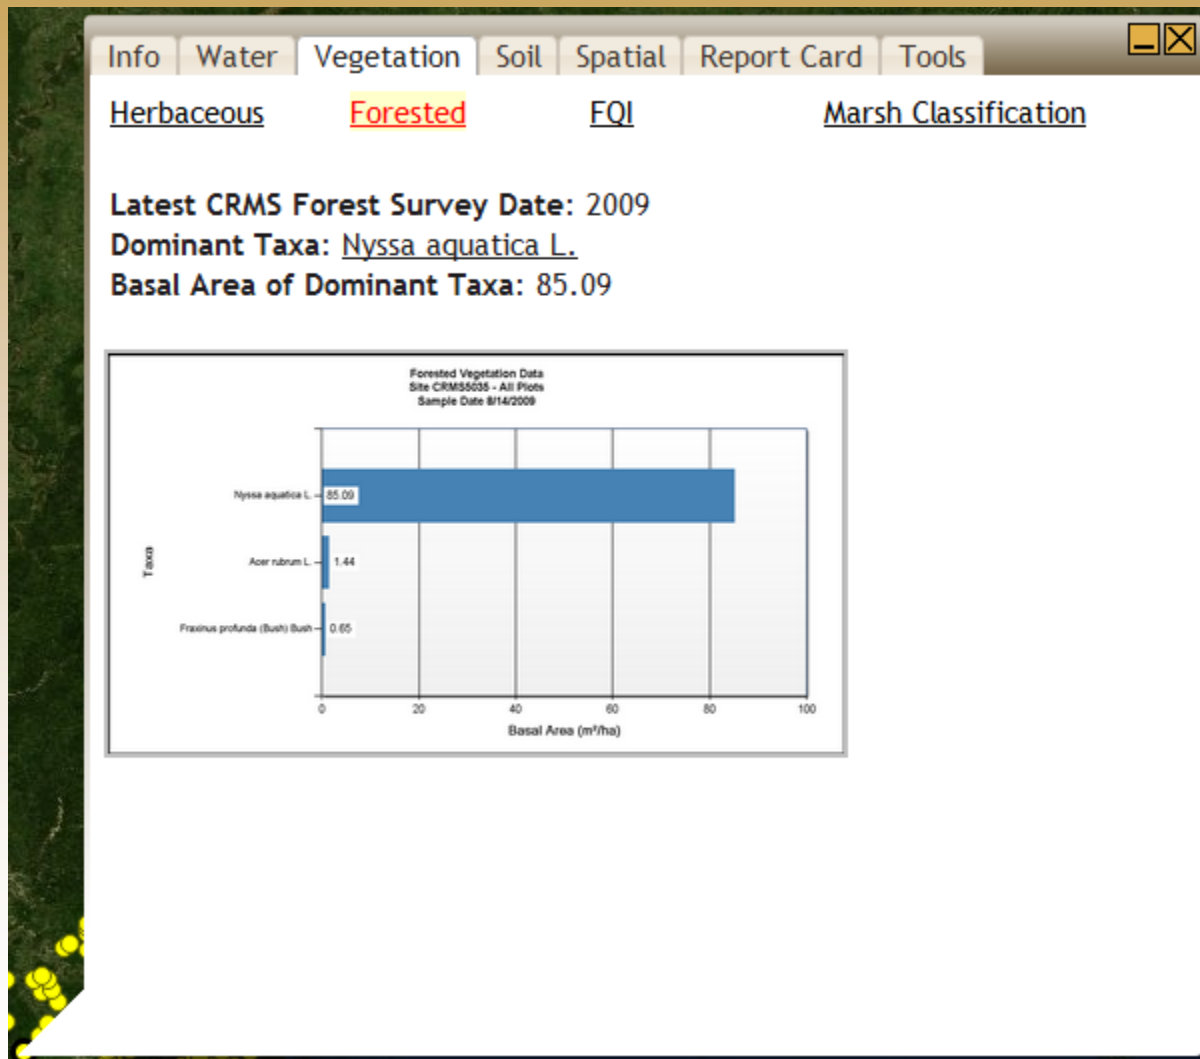 Info Water Vegetation Soil Spatial Report Card Tools
Herbaceous Forested FQI Marsh Classification
Latest CRMS Forest Survey Date: 2009
Dominant Taxa: Nyssa aquatica L.
Basal Area of Dominant Taxa: 85.09
Forested Vegetation Data
Site CRMS5035 - All Plots
Sample Date 8/14/2009
Taxa
Nyssa aquatica L. 85.09
Acer rubrum L. 1.44
Fraxinus profunda (Bush) Bush 0.65
0 20 40 60 80 100
Basal Area (m²/ha)